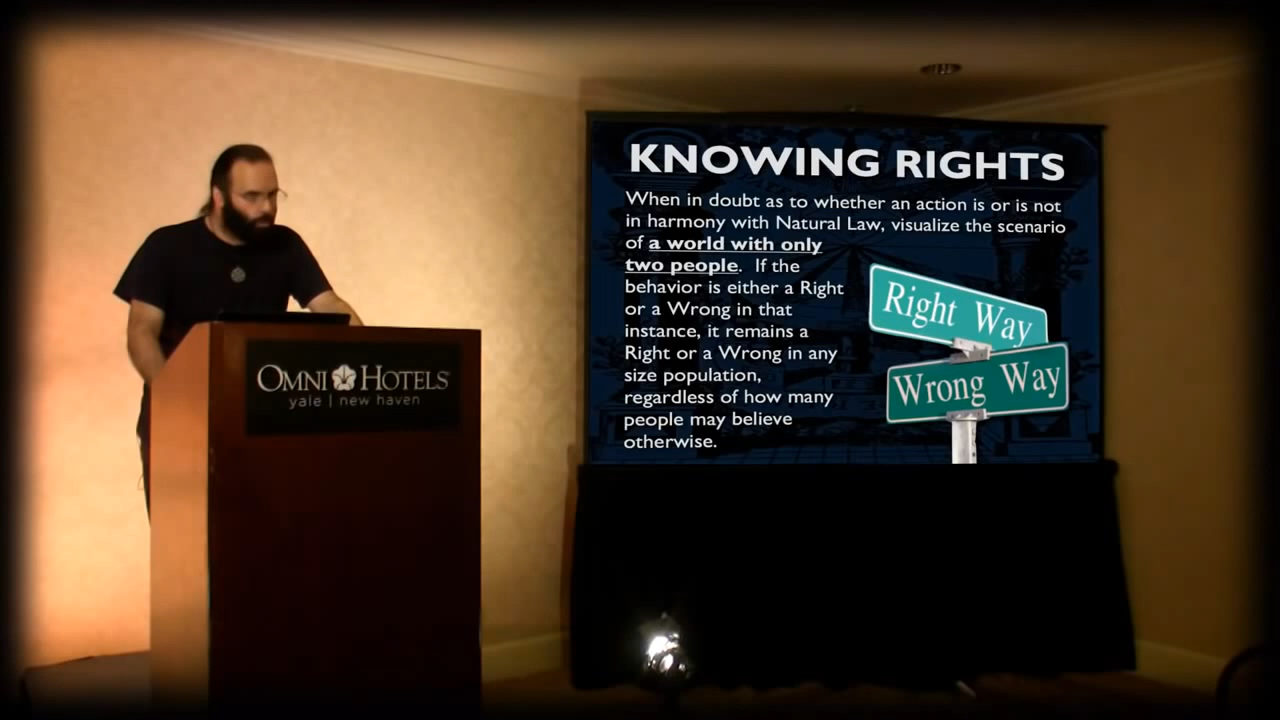 KNOWING RIGHTS
When in doubt as to whether an action is or is not
in harmony with Natural Law, visualize the scenario
of a world with only
two people. If the
behavior is either a Right
or a Wrong in that
instance, it remains a
Right or a Wrong in any
size population,
regardless of how many
people may believe
otherwise.
Right Way
Wrong Way
OMNI HOTELS
yale | new haven